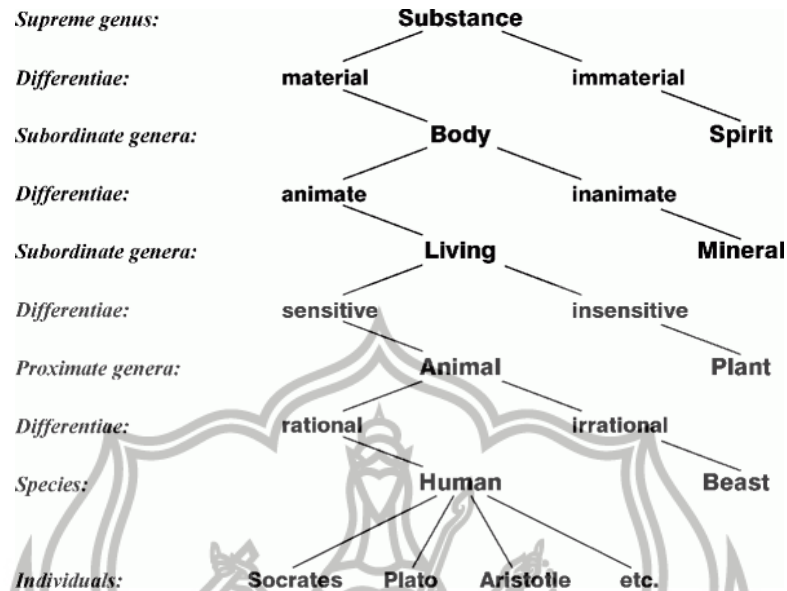 Supreme genus: Substance
Differentiae: material immaterial
Subordinate genera: Body Spirit
Differentiae: animate inanimate
Subordinate genera: Living Mineral
Differentiae: sensitive insensitive
Proximate genera: Animal Plant
Differentiae: rational irrational
Species: Human Beast
Individuals: Socrates Plato Aristotle etc.